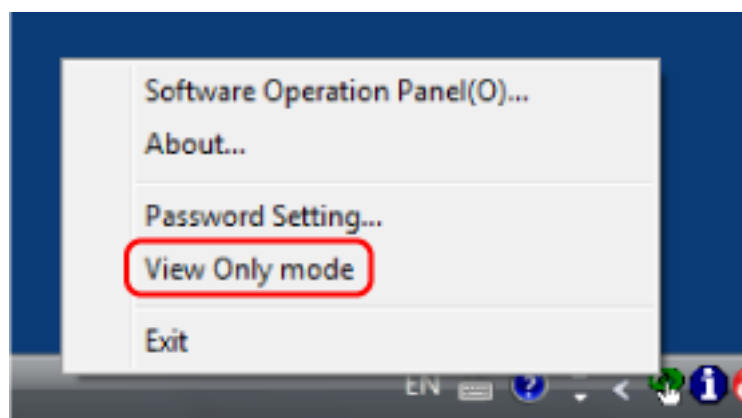 Software Operation Panel(O)...
About...
Password Setting...
View Only mode
Exit
EN